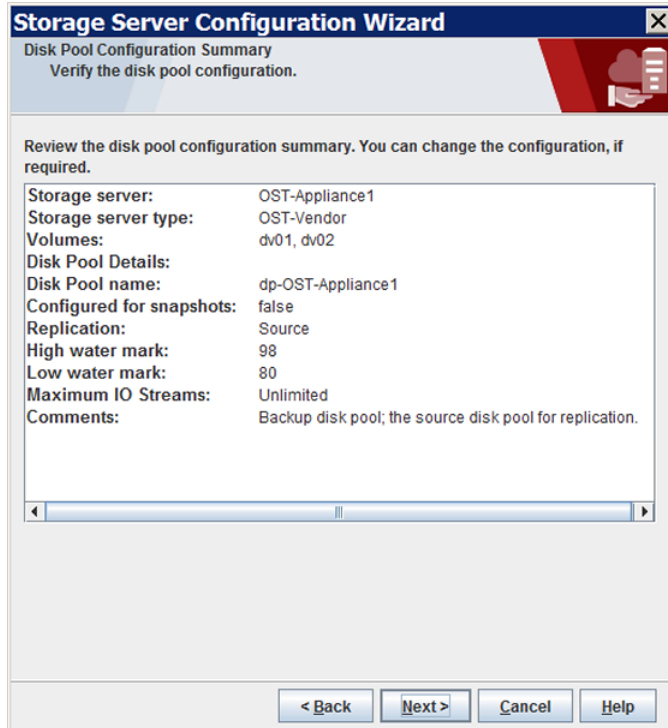 Storage Server Configuration Wizard
Disk Pool Configuration Summary
Verify the disk pool configuration.
Review the disk pool configuration summary. You can change the configuration, if
required.
Storage server: OST-Appliance1
Storage server type: OST-Vendor
Volumes: dv01, dv02
Disk Pool Details:
Disk Pool name: dp-OST-Appliance1
Configured for snapshots: false
Replication: Source
High water mark: 98
Low water mark: 80
Maximum IO Streams: Unlimited
Comments: Backup disk pool; the source disk pool for replication.
< Back Next > Cancel Help